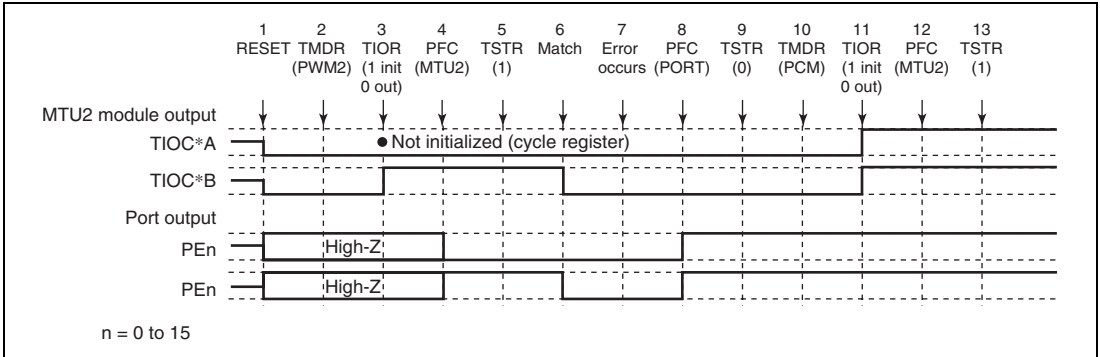 1 2 3 4 5 6 7 8 9 10 11 12 13
RESET TMDR TIOR PFC TSTR Match Error PFC TSTR TMDR TIOR PFC TSTR
(PWM2) (1 init (MTU2) (1) occurs (PORT) (0) (PCM) (1 init (MTU2) (1)
0 out) 0 out)
MTU2 module output
TIOC*A
Not initialized (cycle register)
TIOC*B
Port output
PEn
High-Z
PEn
High-Z
n = 0 to 15